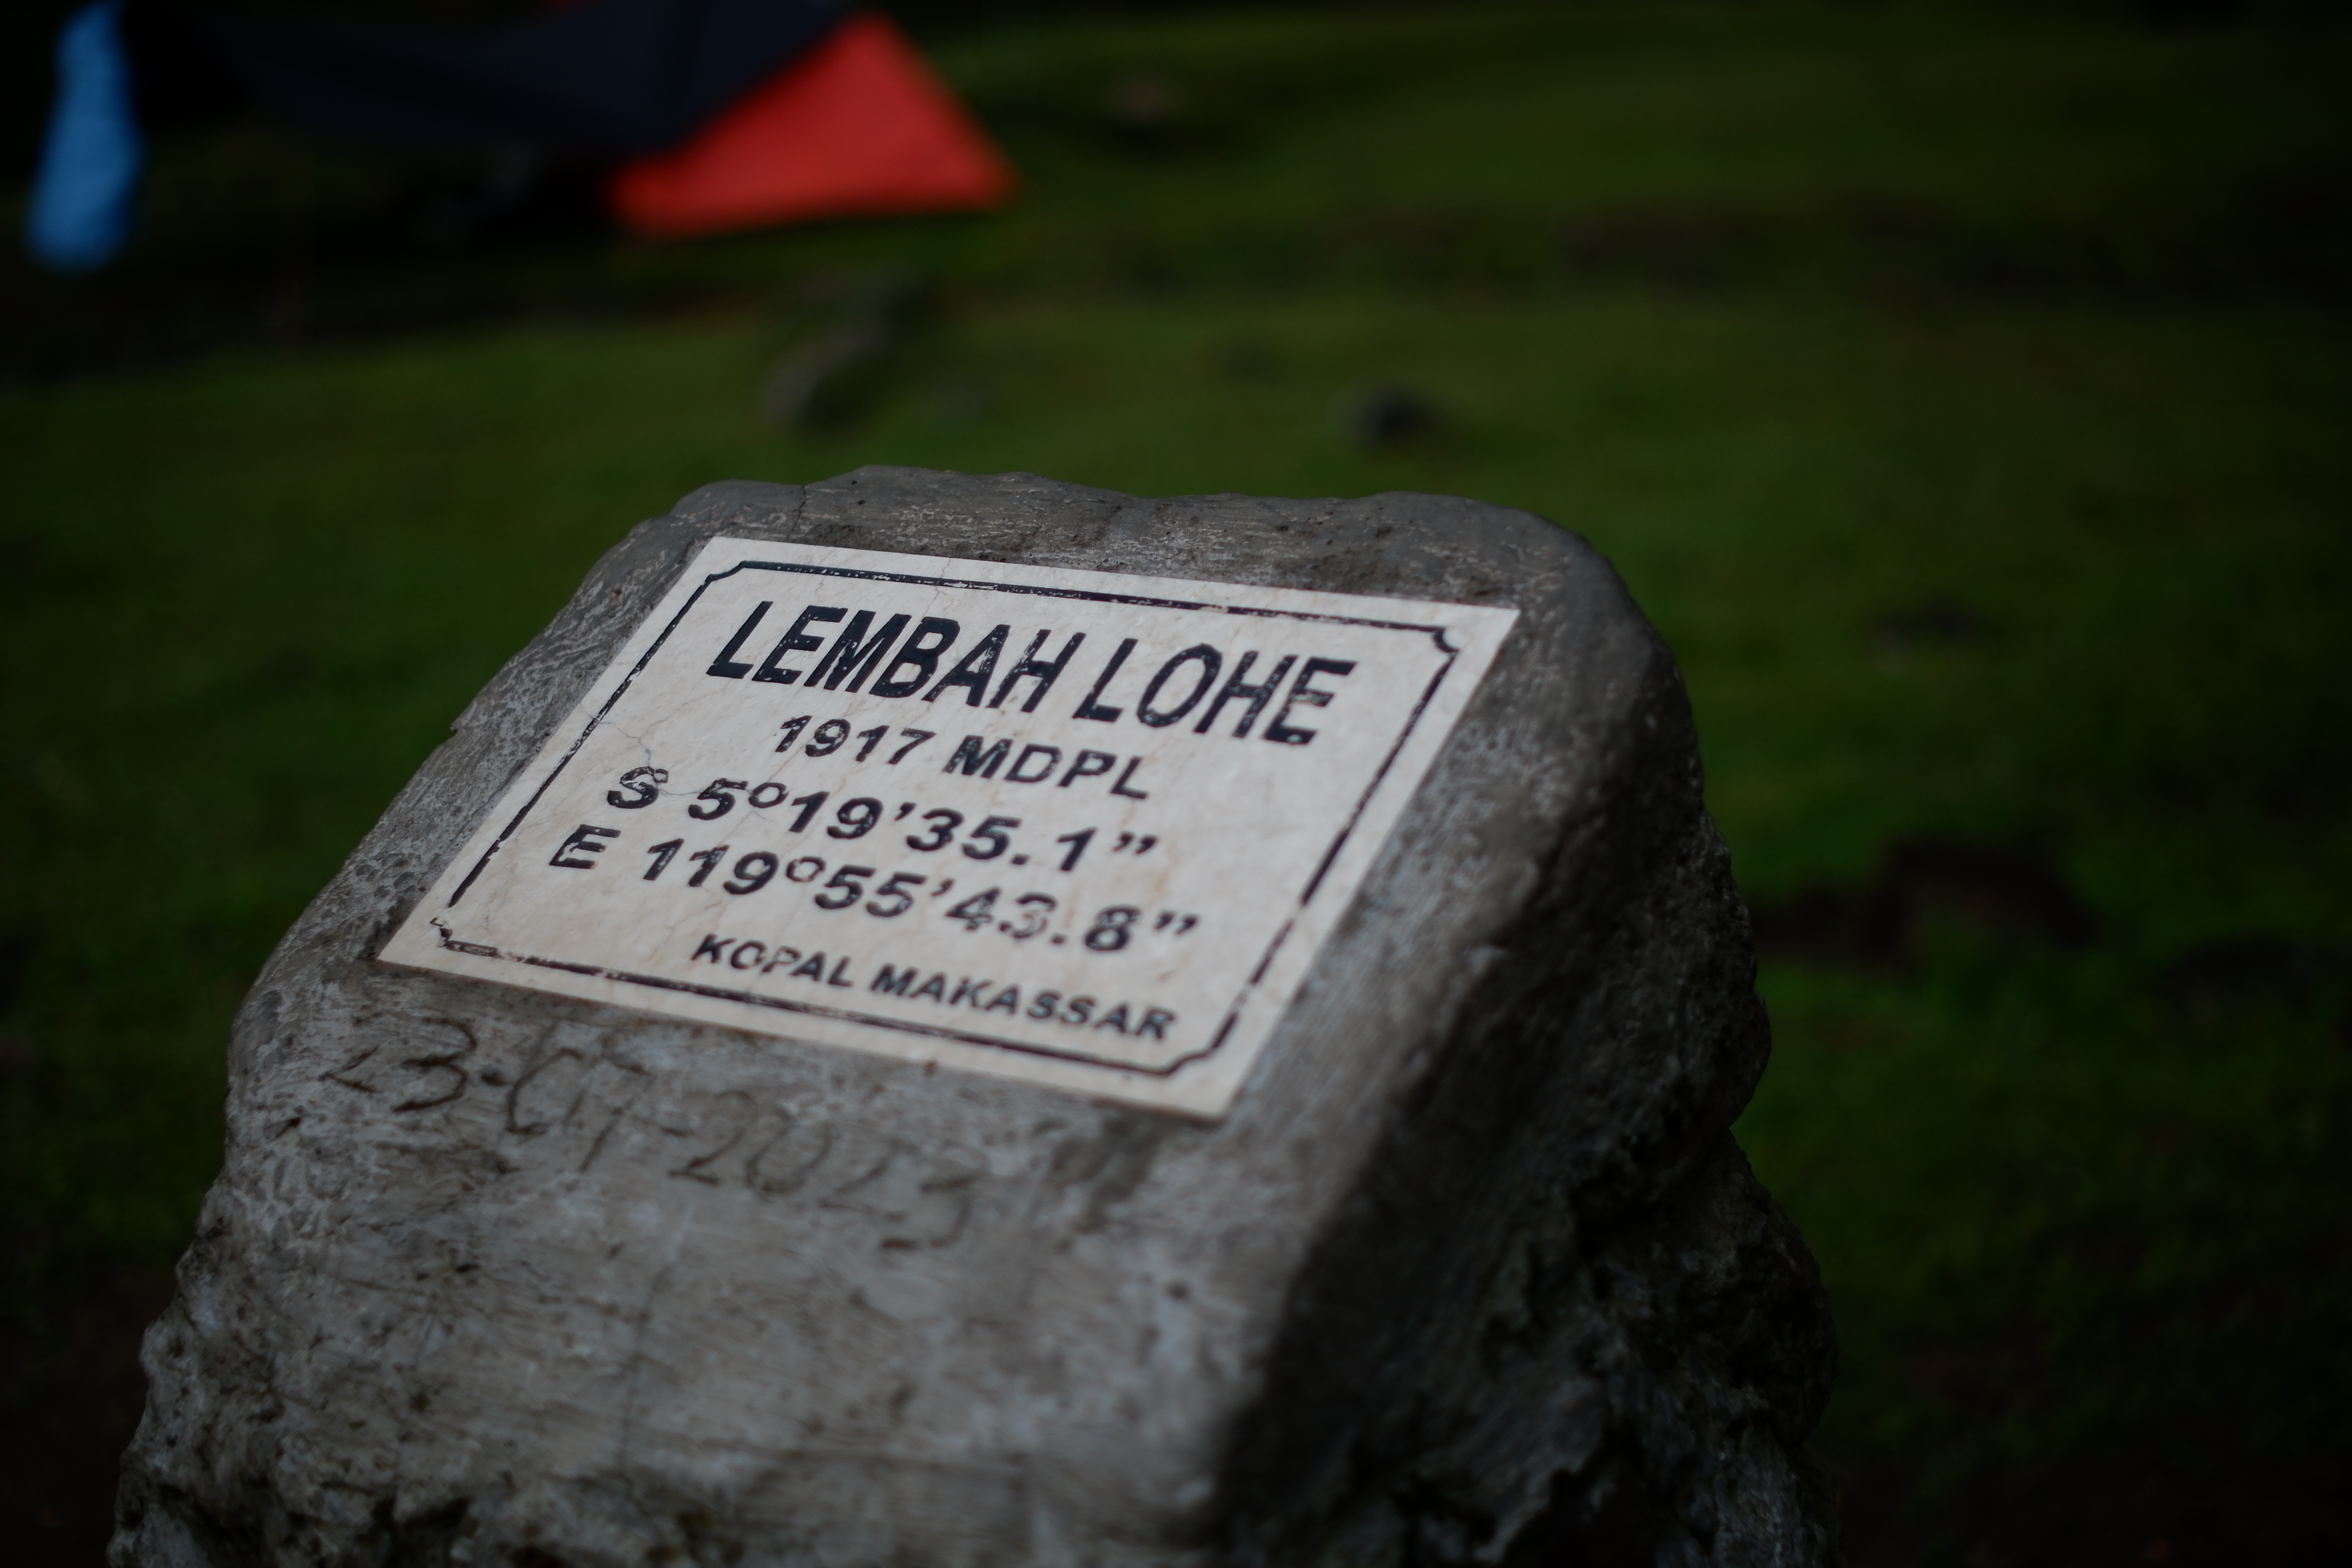 LEMBAH LOHE
1917 MDPL
S 5°19’35.1”
E 119°55’43.8”
KOPAL MAKASSAR
23-07-2023